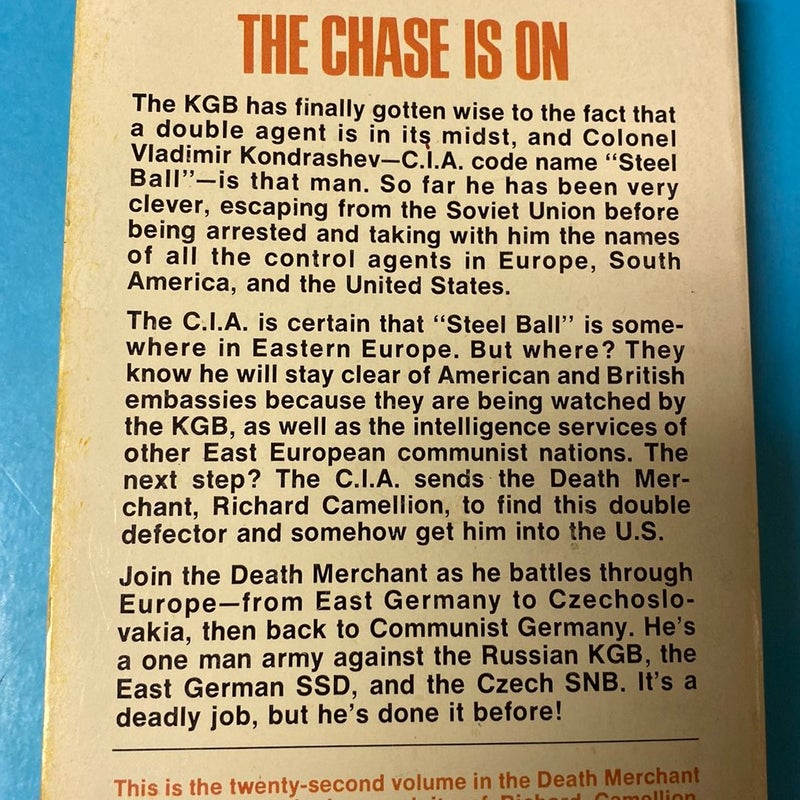 THE CHASE IS ON
The KGB has finally gotten wise to the fact that
a double agent is in its midst, and Colonel
Vladimir Kondrashev—C.I.A. code name “Steel
Ball”—is that man. So far he has been very
clever, escaping from the Soviet Union before
being arrested and taking with him the names
of all the control agents in Europe, South
America, and the United States.
The C.I.A. is certain that “Steel Ball” is some-
where in Eastern Europe. But where? They
know he will stay clear of American and British
embassies because they are being watched by
the KGB, as well as the intelligence services of
other East European communist nations. The
next step? The C.I.A. sends the Death Mer-
chant, Richard Camellion, to find this double
defector and somehow get him into the U.S.
Join the Death Merchant as he battles through
Europe—from East Germany to Czechoslo-
vakia, then back to Communist Germany. He’s
a one man army against the Russian KGB, the
East German SSD, and the Czech SNB. It’s a
deadly job, but he’s done it before!
This is the twenty-second volume in the Death Merchant
of Richard Camellion